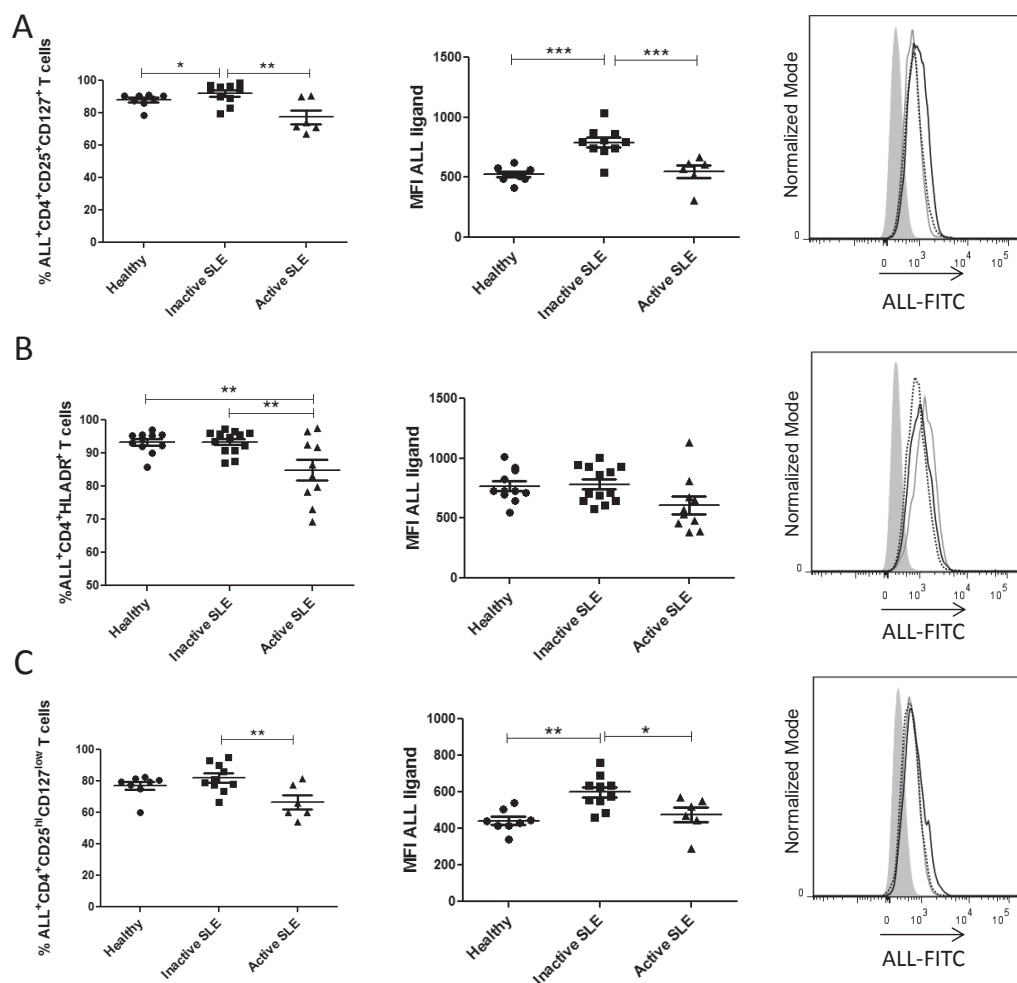 A
% ALL⁺CD4⁺CD25⁺CD127⁺ T cells
100
80
60
40
20
0
*
**
Healthy
Inactive SLE
Active SLE
MFI ALL ligand
1500
1000
500
0
***
***
Healthy
Inactive SLE
Active SLE
Normalized Mode
0
0 10³ 10⁴ 10⁵
ALL-FITC
B
%ALL⁺CD4⁺HLADR⁺ T cells
100
90
80
70
60
50
**
**
Healthy
Inactive SLE
Active SLE
MFI ALL ligand
1500
1000
500
0
Healthy
Inactive SLE
Active SLE
Normalized Mode
0
0 10³ 10⁴ 10⁵
ALL-FITC
C
% ALL⁺CD4⁺CD25ʰⁱCD127ˡᵒʷ T cells
100
80
60
40
20
0
**
Healthy
Inactive SLE
Active SLE
MFI ALL ligand
1000
800
600
400
200
0
**
*
Healthy
Inactive SLE
Active SLE
Normalized Mode
0
0 10³ 10⁴ 10⁵
ALL-FITC